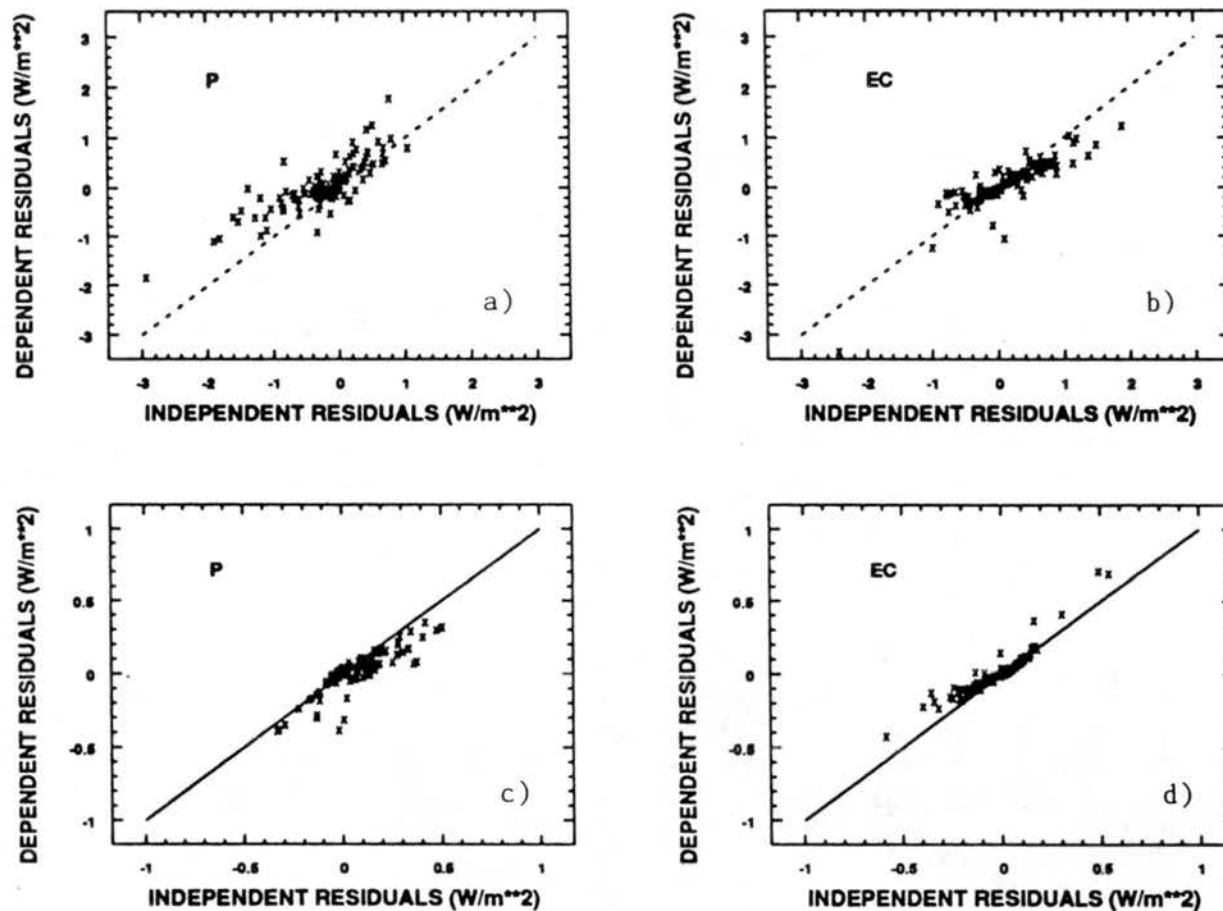 DEPENDENT RESIDUALS (W/m**2)
3
2
1
0
-1
-2
-3
P
a)
-3 -2 -1 0 1 2 3
INDEPENDENT RESIDUALS (W/m**2)
DEPENDENT RESIDUALS (W/m**2)
3
2
1
0
-1
-2
-3
EC
b)
-3 -2 -1 0 1 2 3
INDEPENDENT RESIDUALS (W/m**2)
DEPENDENT RESIDUALS (W/m**2)
1
0.5
0
-0.5
-1
P
c)
-1 -0.5 0 0.5 1
INDEPENDENT RESIDUALS (W/m**2)
DEPENDENT RESIDUALS (W/m**2)
1
0.5
0
-0.5
-1
EC
d)
-1 -0.5 0 0.5 1
INDEPENDENT RESIDUALS (W/m**2)